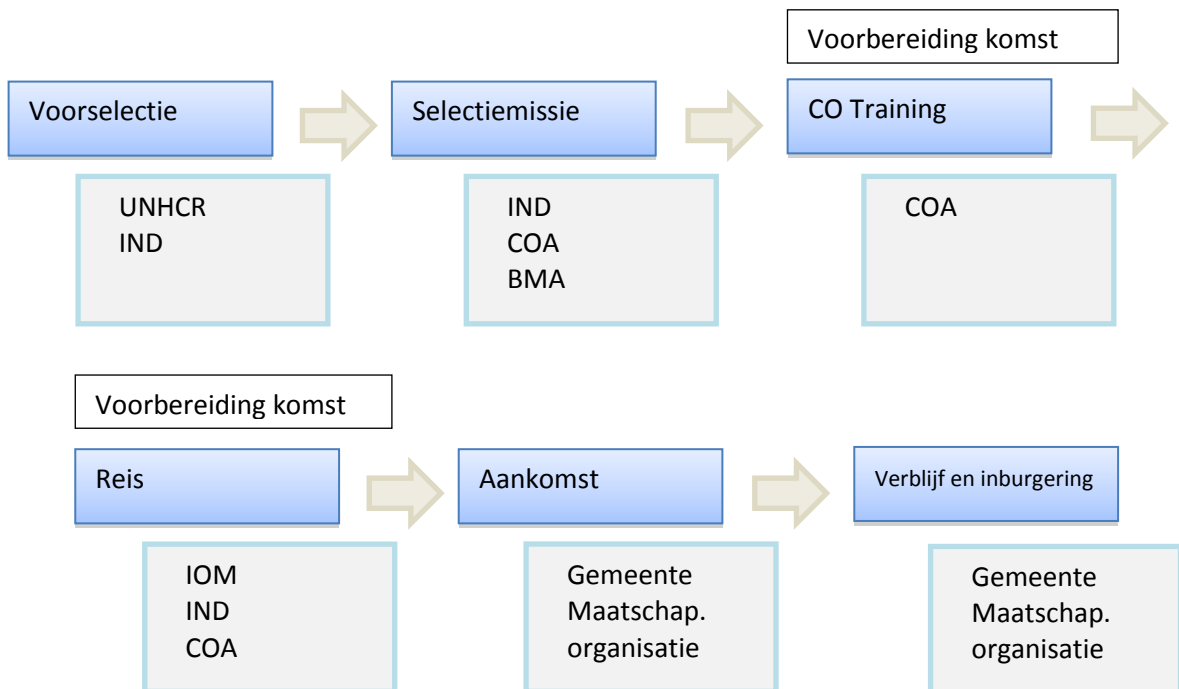 Voorbereiding komst
Voorselectie
Selectiemissie
CO Training
UNHCR
IND
IND
COA
BMA
COA
Voorbereiding komst
Reis
Aankomst
Verblijf en inburgering
IOM
IND
COA
Gemeente
Maatschap.
organisatie
Gemeente
Maatschap.
organisatie